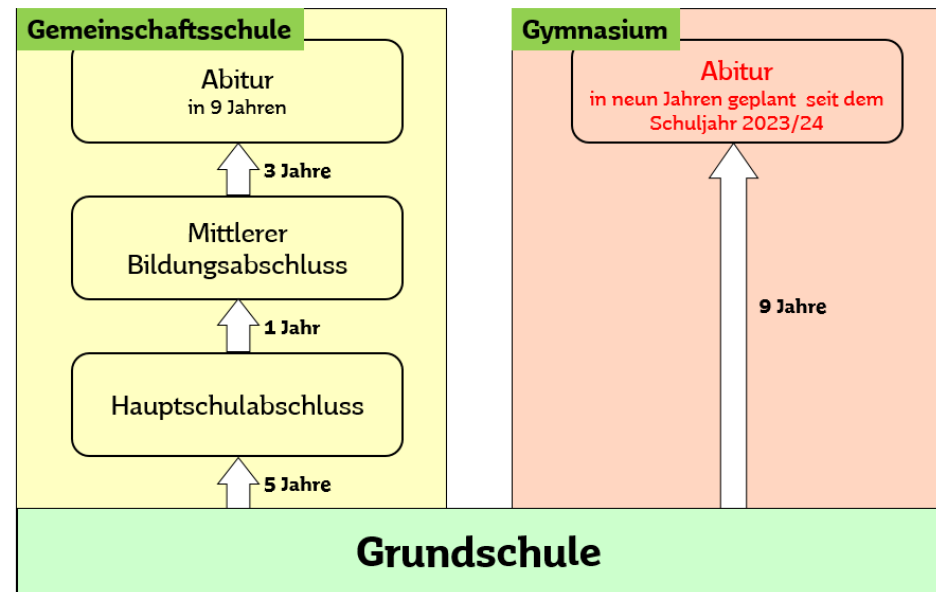 Gemeinschaftsschule
Abitur
in 9 Jahren
3 Jahre
Mittlerer
Bildungsabschluss
1 Jahr
Hauptschulabschluss
5 Jahre
Gymnasium
Abitur
in neun Jahren geplant seit dem
Schuljahr 2023/24
9 Jahre
Grundschule